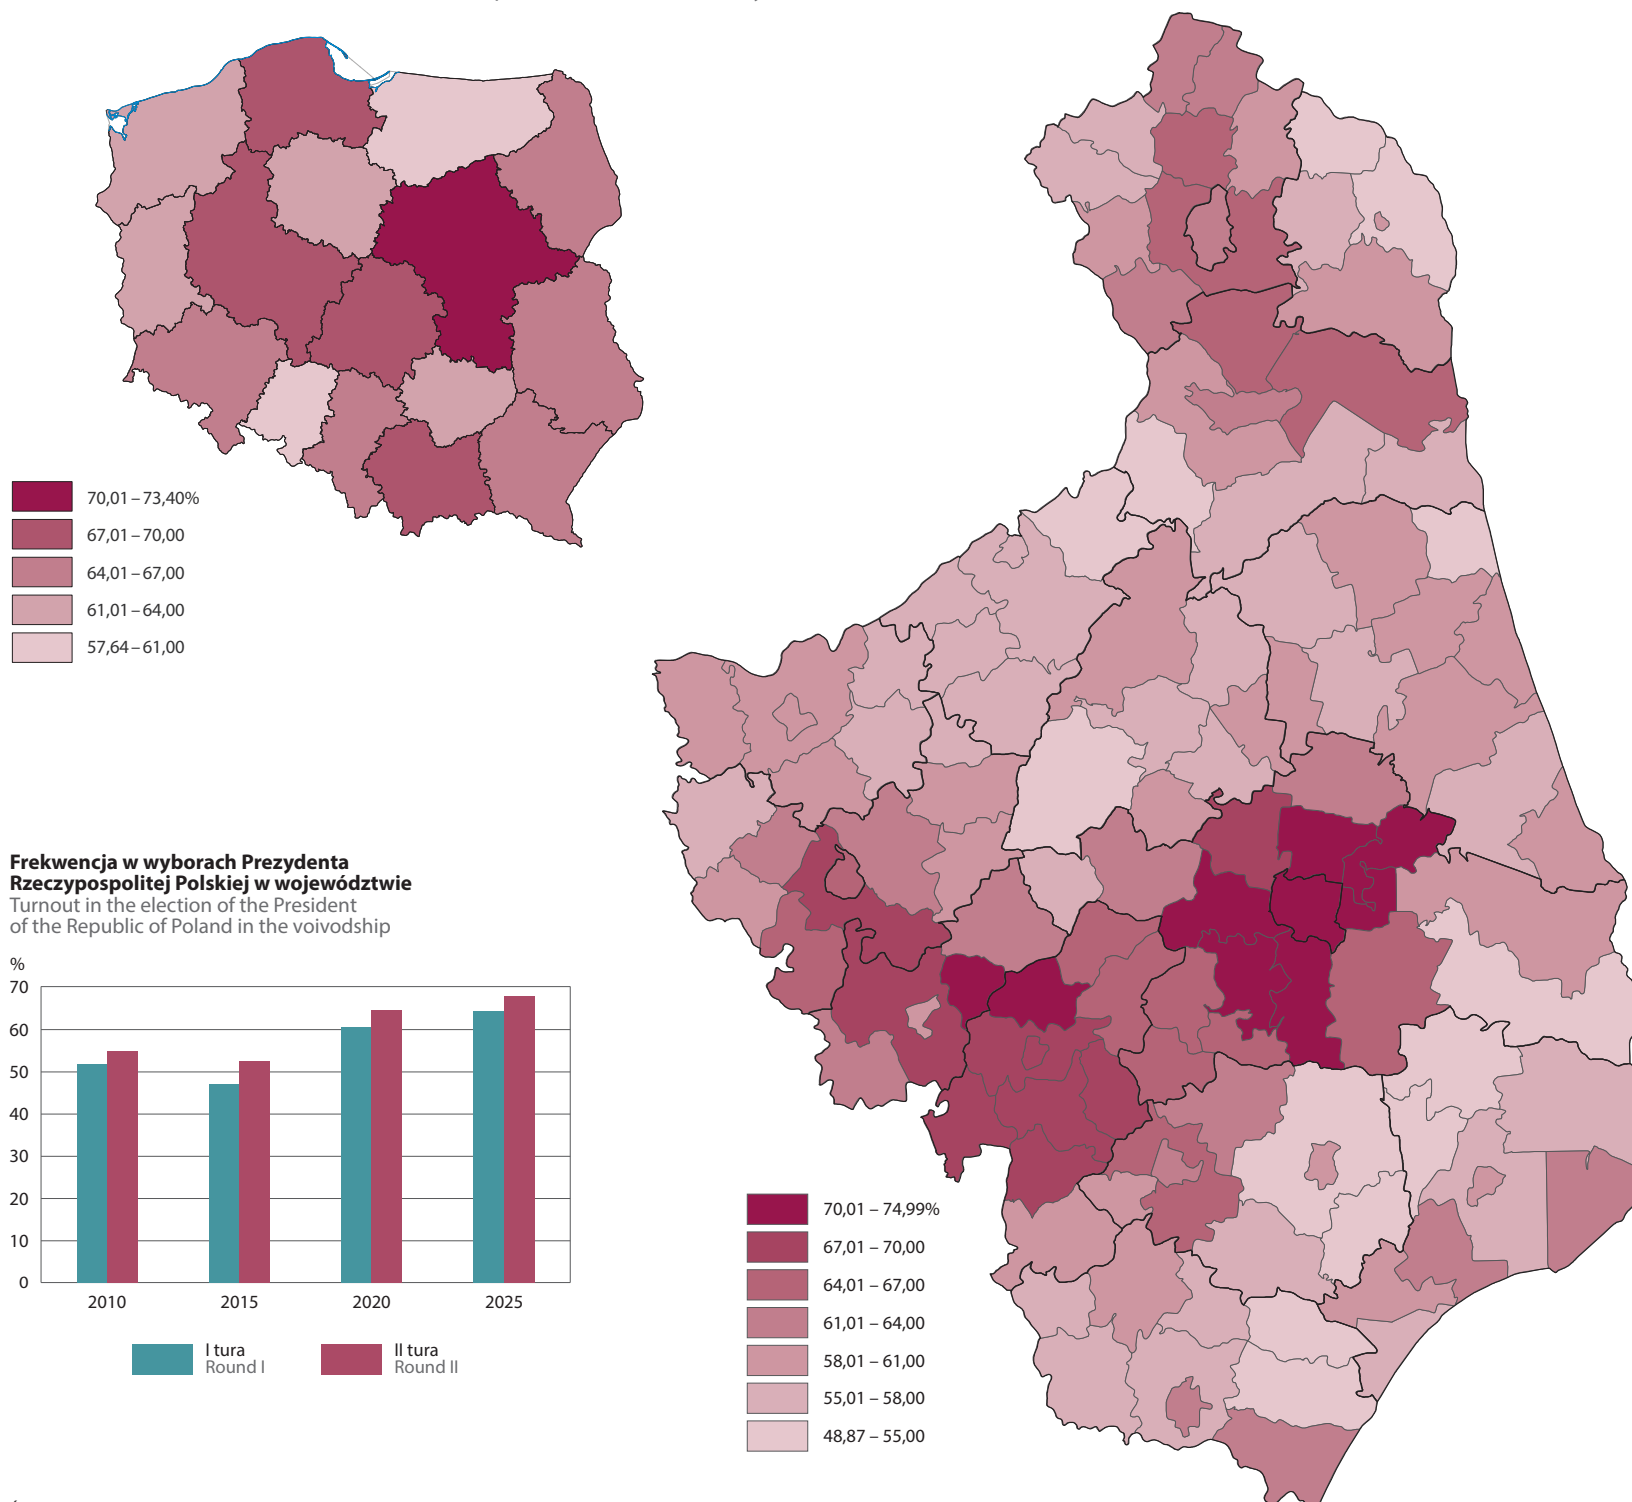 70,01 – 73,40%
67,01 – 70,00
64,01 – 67,00
61,01 – 64,00
57,64 – 61,00
Frekwencja w wyborach Prezydenta
Rzeczypospolitej Polskiej w województwie
Turnout in the election of the President
of the Republic of Poland in the voivodship
%
70
60
50
40
30
20
10
0
2010 2015 2020 2025
I tura
Round I
II tura
Round II
70,01 – 74,99%
67,01 – 70,00
64,01 – 67,00
61,01 – 64,00
58,01 – 61,00
55,01 – 58,00
48,87 – 55,00